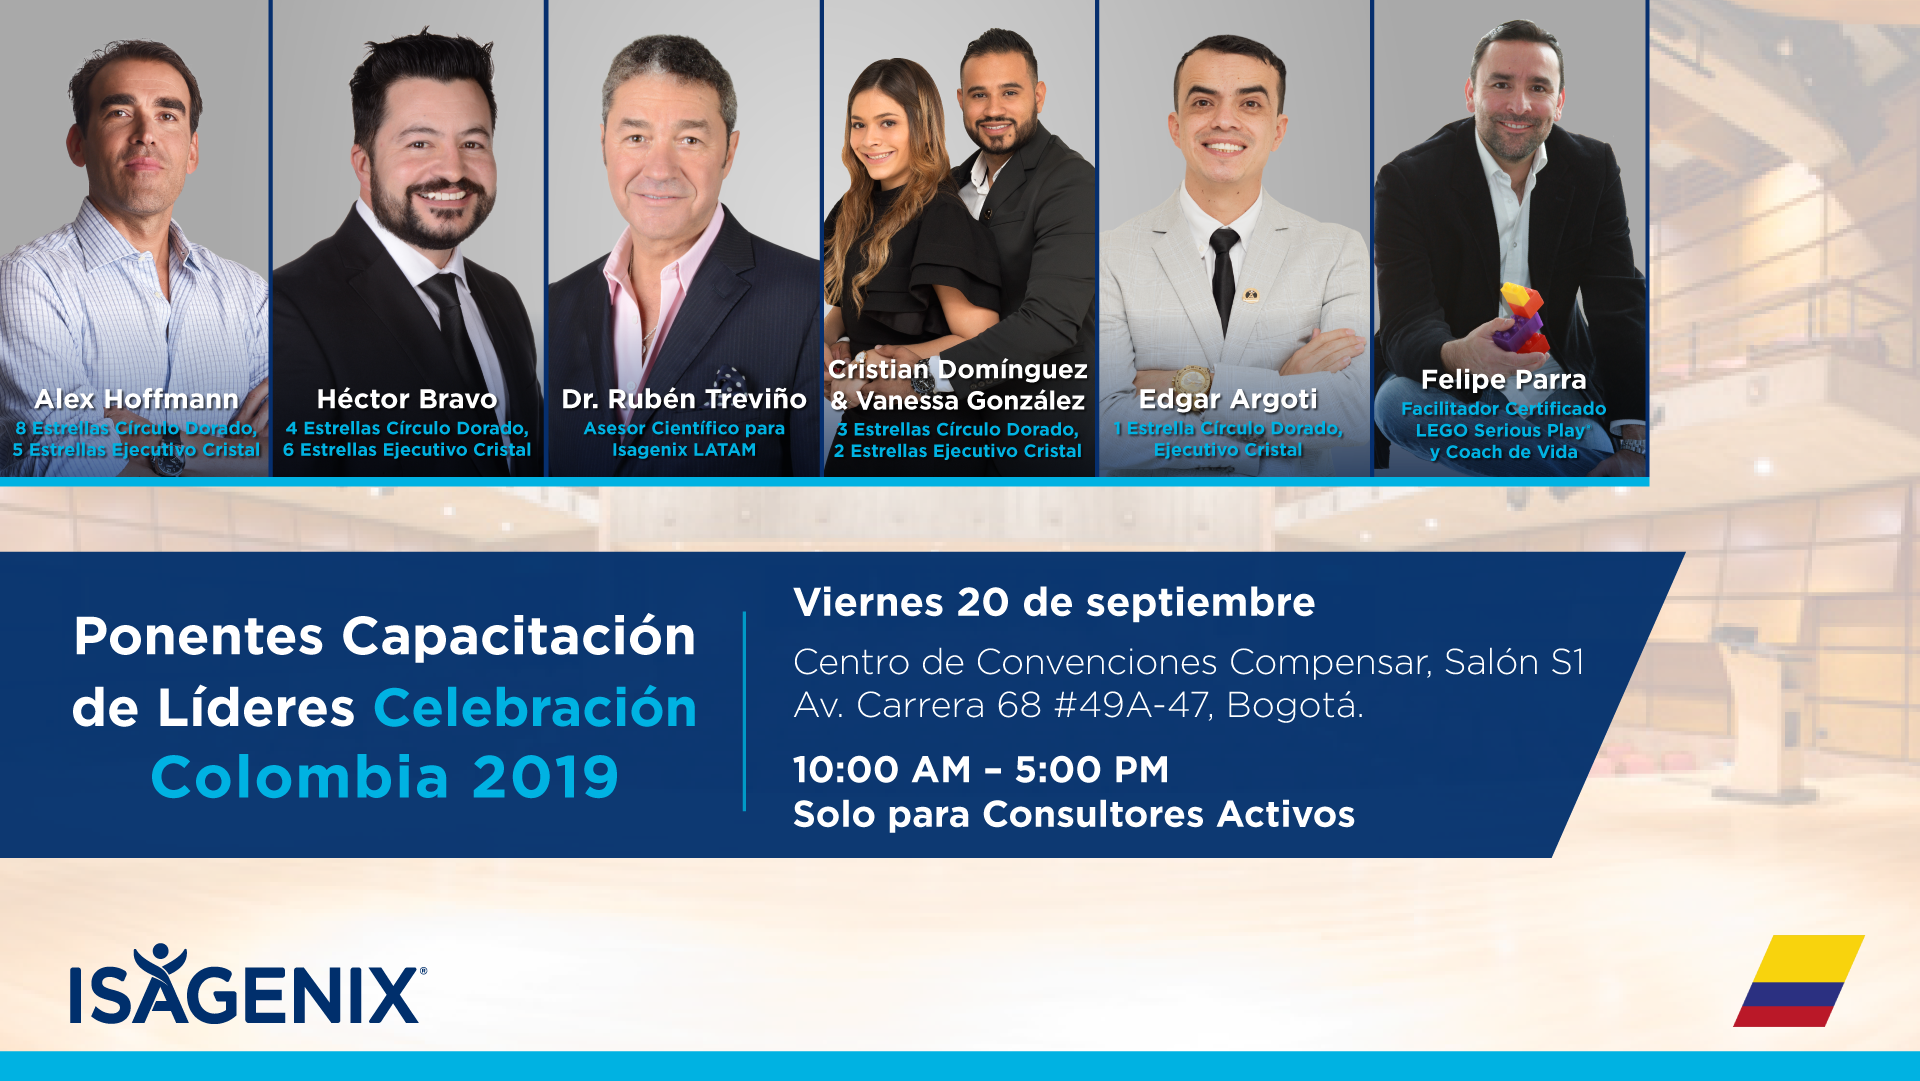 Alex Hoffmann
8 Estrellas Círculo Dorado,
5 Estrellas Ejecutivo Cristal
Héctor Bravo
4 Estrellas Círculo Dorado,
6 Estrellas Ejecutivo Cristal
Dr. Rubén Treviño
Asesor Científico para
Isagenix LATAM
Cristian Domínguez
& Vanessa González
3 Estrellas Círculo Dorado,
2 Estrellas Ejecutivo Cristal
Edgar Argoti
1 Estrella Círculo Dorado,
Ejecutivo Cristal
Felipe Parra
Facilitador Certificado
LEGO Serious Play®
y Coach de Vida
Ponentes Capacitación
de Líderes Celebración
Colombia 2019
Viernes 20 de septiembre
Centro de Convenciones Compensar, Salón S1
Av. Carrera 68 #49A-47, Bogotá.
10:00 AM – 5:00 PM
Solo para Consultores Activos
ISAGENIX®